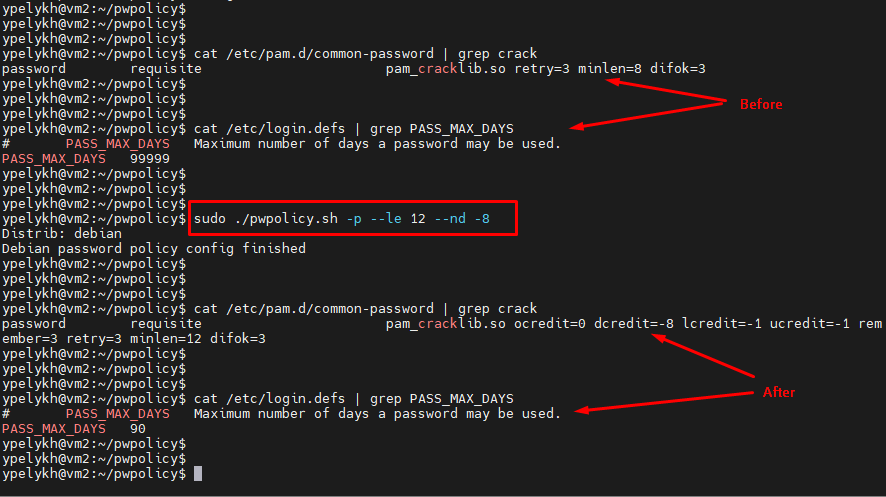 ypelykh@vm2:~/pwpolicy$
ypelykh@vm2:~/pwpolicy$
ypelykh@vm2:~/pwpolicy$
ypelykh@vm2:~/pwpolicy$ cat /etc/pam.d/common-password | grep crack
password        requisite                       pam_cracklib.so retry=3 minlen=8 difok=3
ypelykh@vm2:~/pwpolicy$
ypelykh@vm2:~/pwpolicy$
Before
ypelykh@vm2:~/pwpolicy$
ypelykh@vm2:~/pwpolicy$ cat /etc/login.defs | grep PASS_MAX_DAYS
#       PASS_MAX_DAYS   Maximum number of days a password may be used.
PASS_MAX_DAYS   99999
ypelykh@vm2:~/pwpolicy$
ypelykh@vm2:~/pwpolicy$
ypelykh@vm2:~/pwpolicy$
ypelykh@vm2:~/pwpolicy$ sudo ./pwpolicy.sh -p --le 12 --nd -8
Distrib: debian
Debian password policy config finished
ypelykh@vm2:~/pwpolicy$
ypelykh@vm2:~/pwpolicy$
ypelykh@vm2:~/pwpolicy$
ypelykh@vm2:~/pwpolicy$ cat /etc/pam.d/common-password | grep crack
password        requisite                       pam_cracklib.so ocredit=0 dcredit=-8 lcredit=-1 ucredit=-1 rem
ember=3 retry=3 minlen=12 difok=3
ypelykh@vm2:~/pwpolicy$
ypelykh@vm2:~/pwpolicy$
ypelykh@vm2:~/pwpolicy$
After
ypelykh@vm2:~/pwpolicy$ cat /etc/login.defs | grep PASS_MAX_DAYS
#       PASS_MAX_DAYS   Maximum number of days a password may be used.
PASS_MAX_DAYS   90
ypelykh@vm2:~/pwpolicy$
ypelykh@vm2:~/pwpolicy$
ypelykh@vm2:~/pwpolicy$